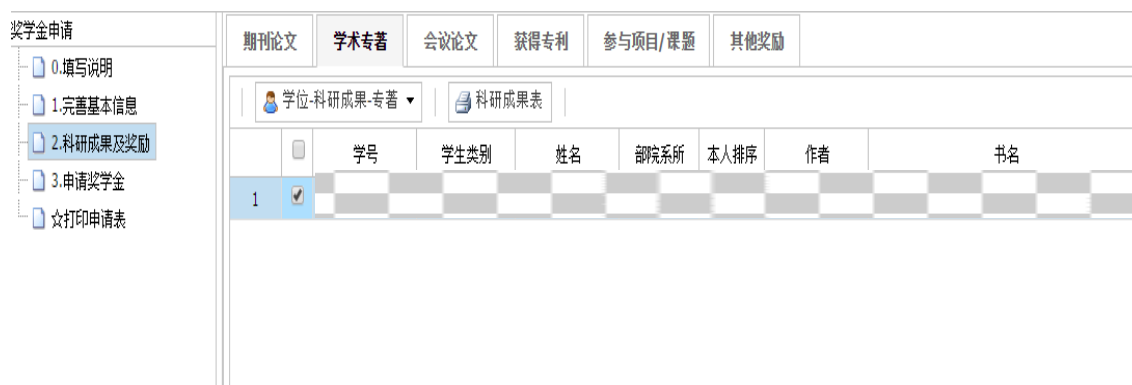 奖学金申请
0.填写说明
1.完善基本信息
2.科研成果及奖励
3.申请奖学金
☆打印申请表
期刊论文 学术专著 会议论文 获得专利 参与项目/课题 其他奖励
学位-科研成果-专著 科研成果表
学号 学生类别 姓名 部院系所 本人排序 作者 书名
1